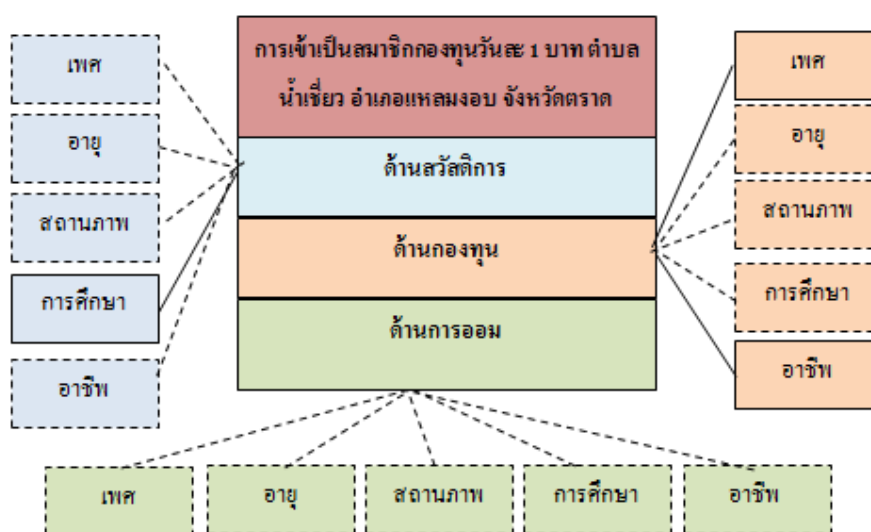 การเข้าเป็นสมาชิกกองทุนวันละ 1 บาท ตำบล
น้ำเชี่ยว อำเภอแหลมงอบ จังหวัดตราด
ด้านสวัสติการ
ด้านกองทุน
ด้านการออม
เพศ
อายุ
สถานภาพ
การศึกษา
อาชีพ
เพศ
อายุ
สถานภาพ
การศึกษา
อาชีพ
เพศ
อายุ
สถานภาพ
การศึกษา
อาชีพ